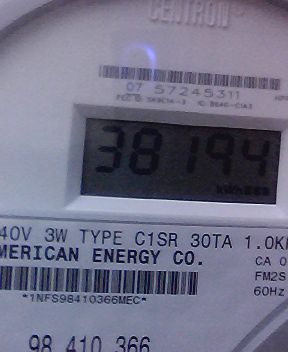 CENTRON
07 57245311
38194
kWh
40V 3W TYPE C1SR 30TA 1.0K
MERICAN ENERGY CO.
CA 0
FM2S
60Hz
*1NFS98410366MEC*
98 410 366